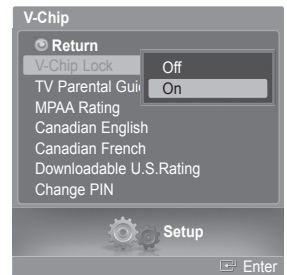 V-Chip
Return
V-Chip Lock
Off
TV Parental Gui
On
MPAA Rating
Canadian English
Canadian French
Downloadable U.S.Rating
Change PIN
Setup
Enter